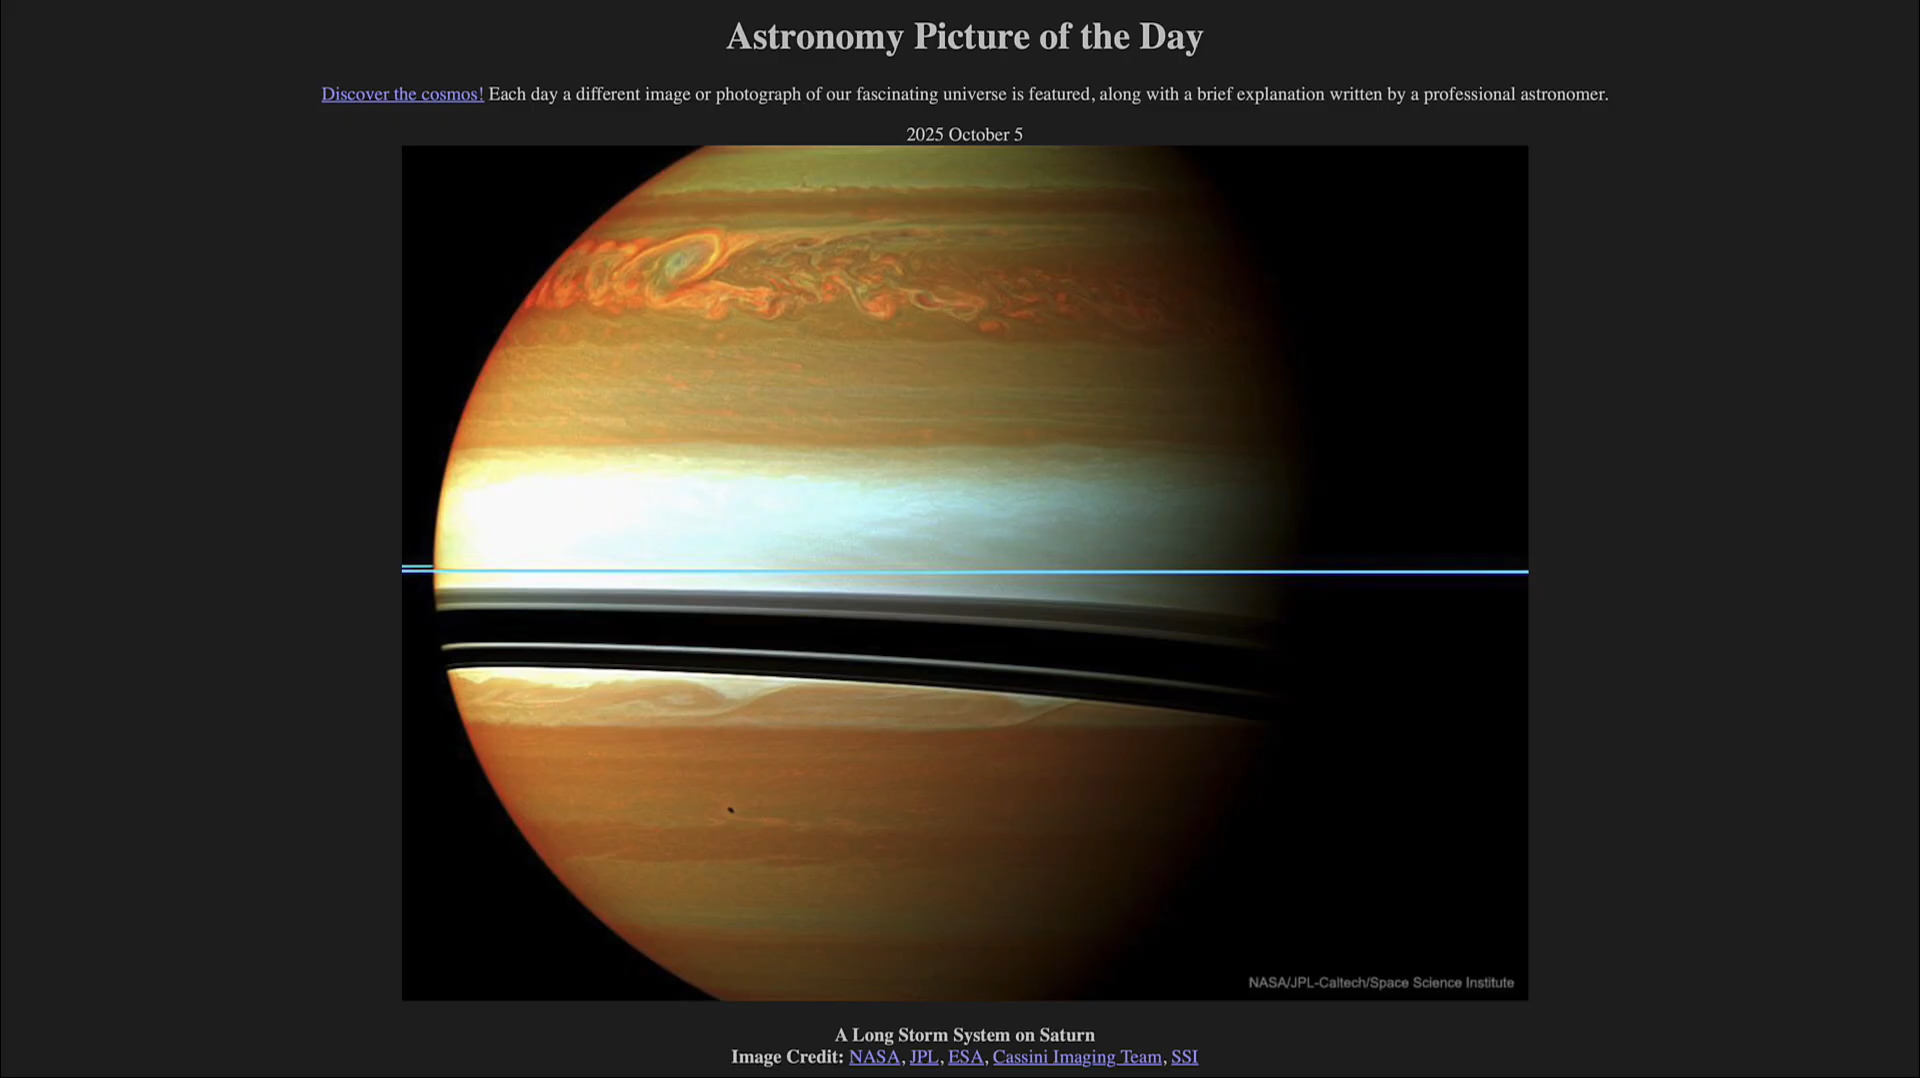 Astronomy Picture of the Day
Discover the cosmos! Each day a different image or photograph of our fascinating universe is featured, along with a brief explanation written by a professional astronomer.
2025 October 5
NASA/JPL-Caltech/Space Science Institute
A Long Storm System on Saturn
Image Credit: NASA, JPL, ESA, Cassini Imaging Team, SSI